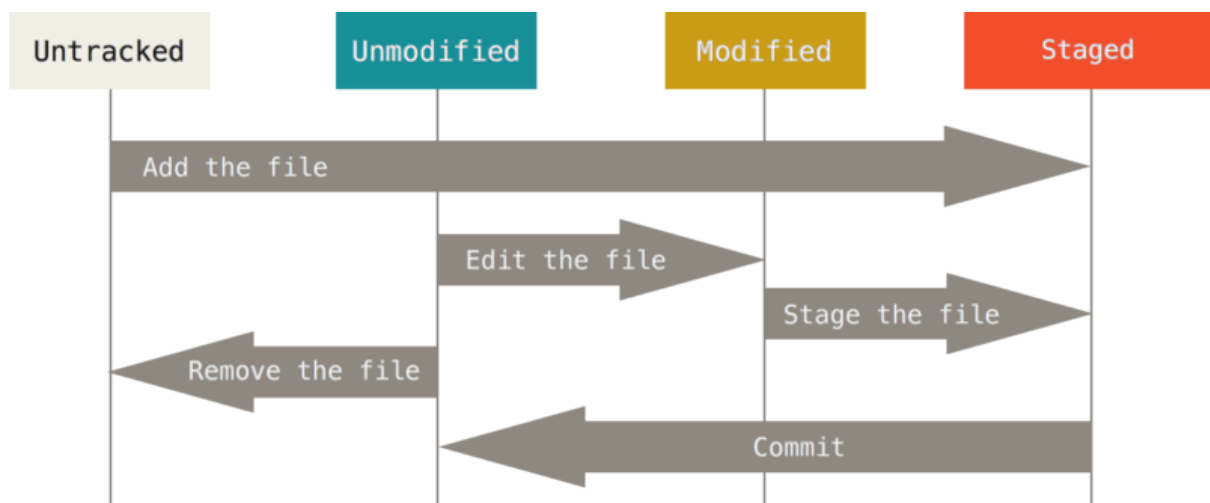 Untracked
Unmodified
Modified
Staged
Add the file
Edit the file
Stage the file
Remove the file
Commit